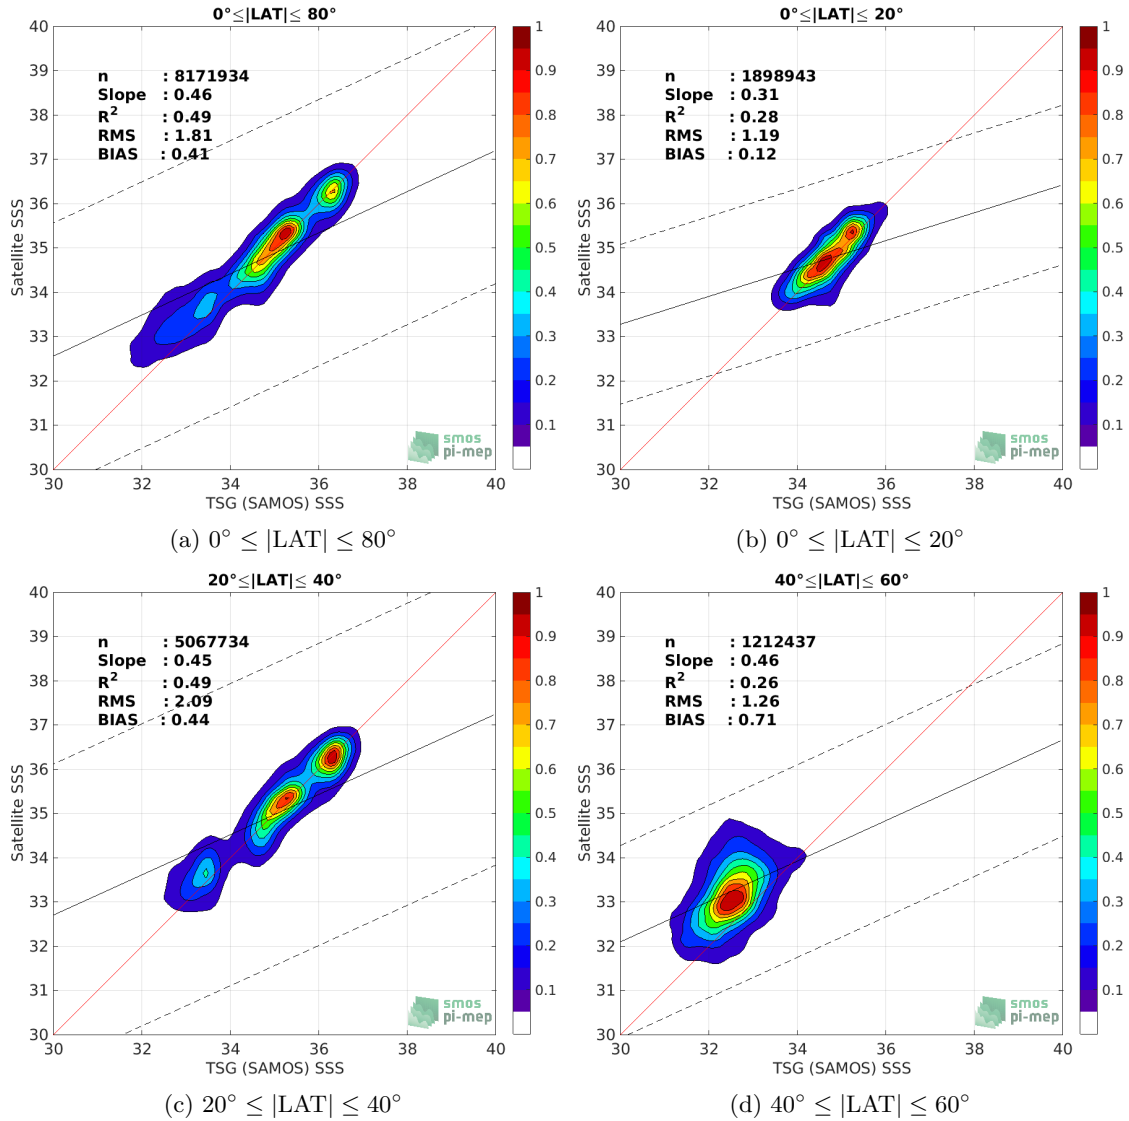 0°≤|LAT|≤ 80°
n : 8171934
Slope : 0.46
R² : 0.49
RMS : 1.81
BIAS : 0.41
40
39
38
37
36
35
34
33
32
31
30
Satellite SSS
30 32 34 36 38 40
TSG (SAMOS) SSS
smos
pi-mep
1
0.9
0.8
0.7
0.6
0.5
0.4
0.3
0.2
0.1
(a) 0° ≤ |LAT| ≤ 80°
0°≤|LAT|≤ 20°
n : 1898943
Slope : 0.31
R² : 0.28
RMS : 1.19
BIAS : 0.12
40
39
38
37
36
35
34
33
32
31
30
Satellite SSS
30 32 34 36 38 40
TSG (SAMOS) SSS
smos
pi-mep
1
0.9
0.8
0.7
0.6
0.5
0.4
0.3
0.2
0.1
(b) 0° ≤ |LAT| ≤ 20°
20°≤|LAT|≤ 40°
n : 5067734
Slope : 0.45
R² : 0.49
RMS : 2.09
BIAS : 0.44
40
39
38
37
36
35
34
33
32
31
30
Satellite SSS
30 32 34 36 38 40
TSG (SAMOS) SSS
smos
pi-mep
1
0.9
0.8
0.7
0.6
0.5
0.4
0.3
0.2
0.1
(c) 20° ≤ |LAT| ≤ 40°
40°≤|LAT|≤ 60°
n : 1212437
Slope : 0.46
R² : 0.26
RMS : 1.26
BIAS : 0.71
40
39
38
37
36
35
34
33
32
31
30
Satellite SSS
30 32 34 36 38 40
TSG (SAMOS) SSS
smos
pi-mep
1
0.9
0.8
0.7
0.6
0.5
0.4
0.3
0.2
0.1
(d) 40° ≤ |LAT| ≤ 60°